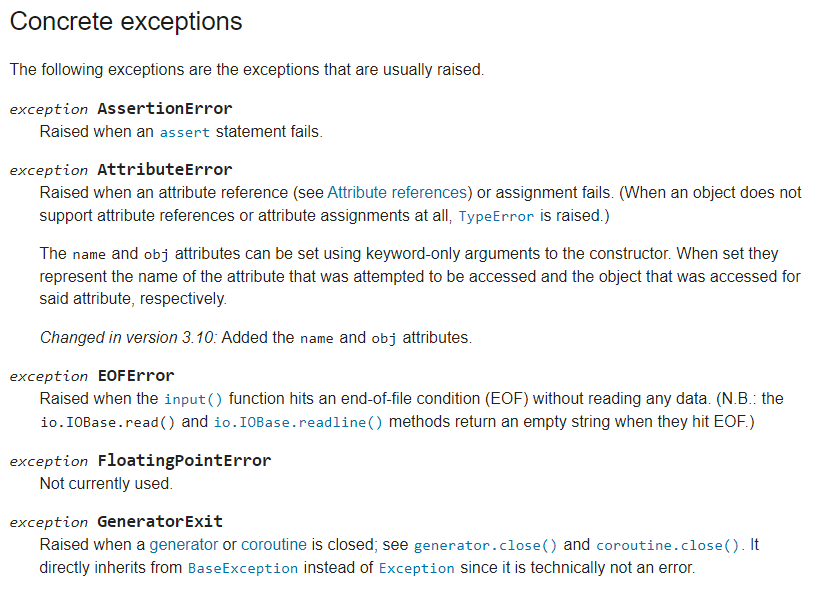 Concrete exceptions
The following exceptions are the exceptions that are usually raised.
exception AssertionError
Raised when an assert statement fails.
exception AttributeError
Raised when an attribute reference (see Attribute references) or assignment fails. (When an object does not
support attribute references or attribute assignments at all, TypeError is raised.)
The name and obj attributes can be set using keyword-only arguments to the constructor. When set they
represent the name of the attribute that was attempted to be accessed and the object that was accessed for
said attribute, respectively.
Changed in version 3.10: Added the name and obj attributes.
exception EOFError
Raised when the input() function hits an end-of-file condition (EOF) without reading any data. (N.B.: the
io.IOBase.read() and io.IOBase.readline() methods return an empty string when they hit EOF.)
exception FloatingPointError
Not currently used.
exception GeneratorExit
Raised when a generator or coroutine is closed; see generator.close() and coroutine.close(). It
directly inherits from BaseException instead of Exception since it is technically not an error.